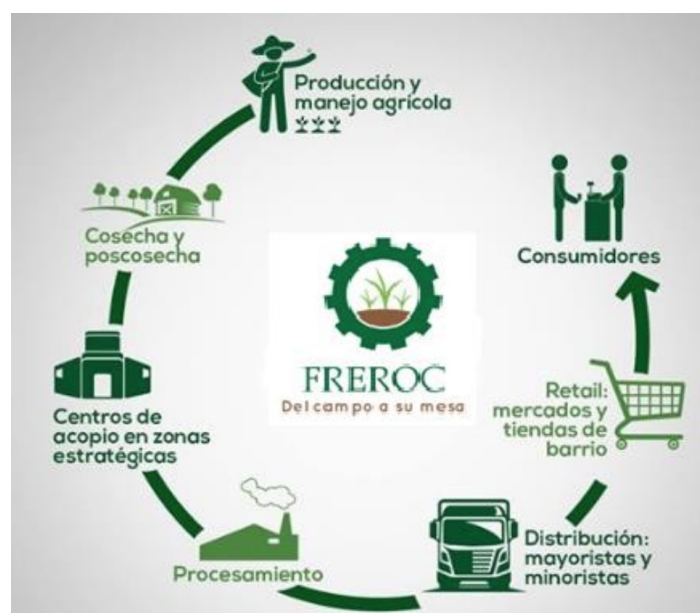 Producción y
manejo agrícola
Cosecha y
poscosecha
Centros de
acopio en zonas
estratégicas
Procesamiento
Distribución:
mayoristas y
minoristas
Retail:
mercados y
tiendas de
barrio
Consumidores
FREROC
Del campo a su mesa